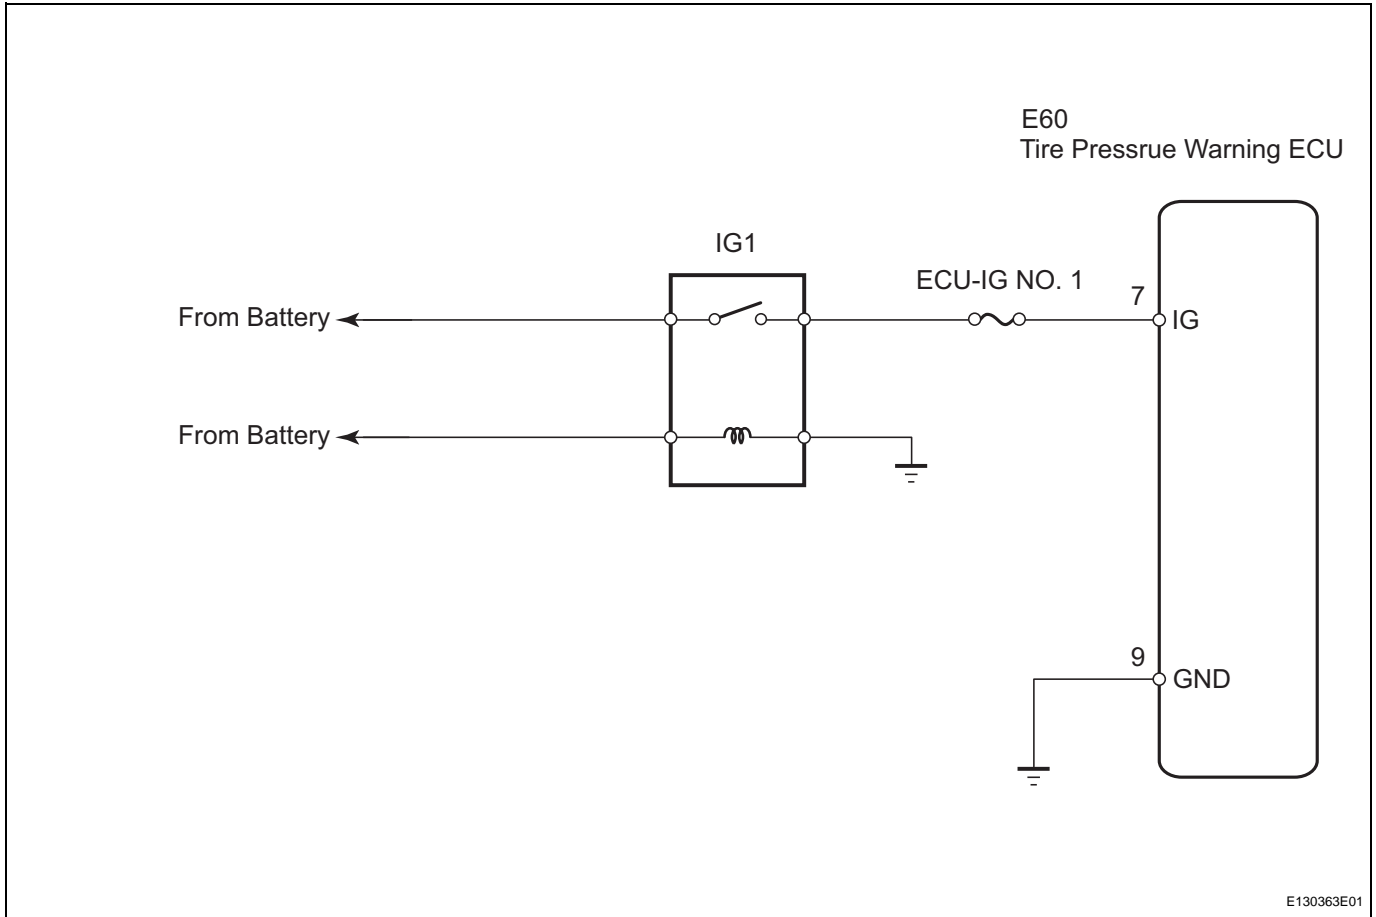 E60
Tire Pressrue Warning ECU
IG1
ECU-IG NO. 1
7
From Battery
IG
From Battery
9
GND
E130363E01